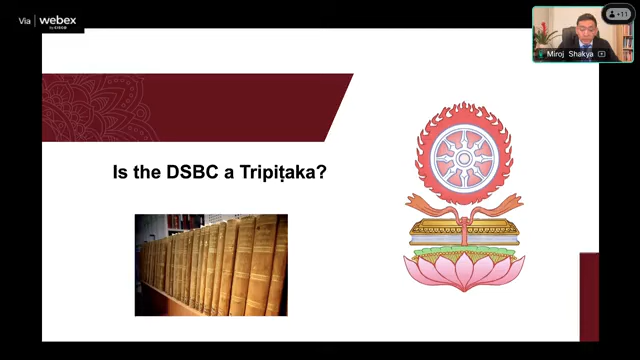 Via webex
by CISCO
+11
Miroj Shakya
Is the DSBC a Tripiṭaka?